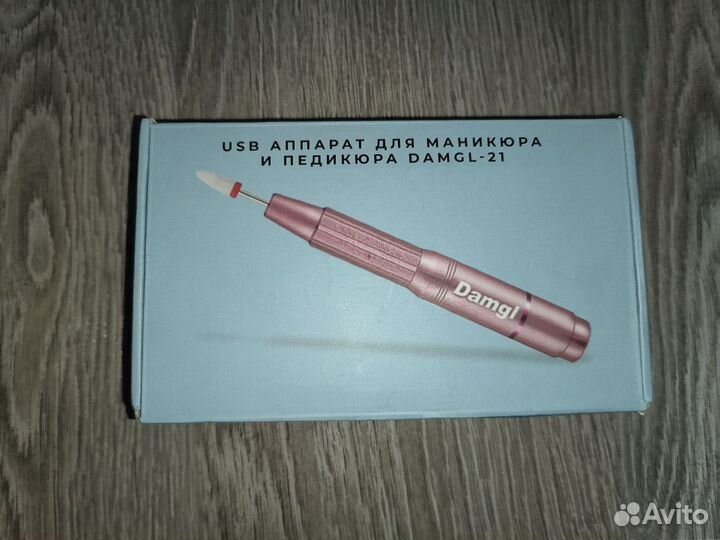 USB АППАРАТ ДЛЯ МАНИКЮРА
И ПЕДИКЮРА DAMGL-21
Damgl
Avito